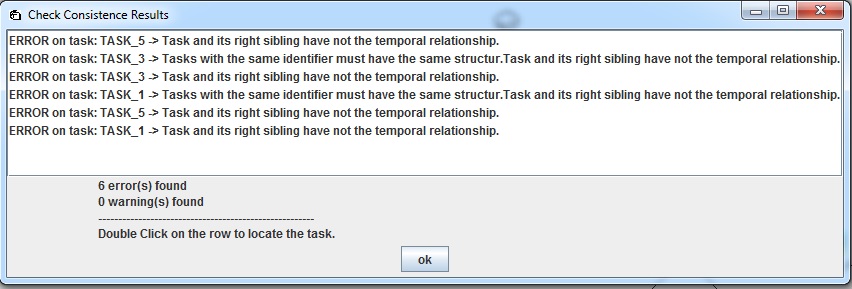 Check Consistence Results
ERROR on task: TASK_5 -> Task and its right sibling have not the temporal relationship.
ERROR on task: TASK_3 -> Tasks with the same identifier must have the same structur.Task and its right sibling have not the temporal relationship.
ERROR on task: TASK_3 -> Task and its right sibling have not the temporal relationship.
ERROR on task: TASK_1 -> Tasks with the same identifier must have the same structur.Task and its right sibling have not the temporal relationship.
ERROR on task: TASK_5 -> Task and its right sibling have not the temporal relationship.
ERROR on task: TASK_1 -> Task and its right sibling have not the temporal relationship.
6 error(s) found
0 warning(s) found
------------------------------------------------------
Double Click on the row to locate the task.
ok